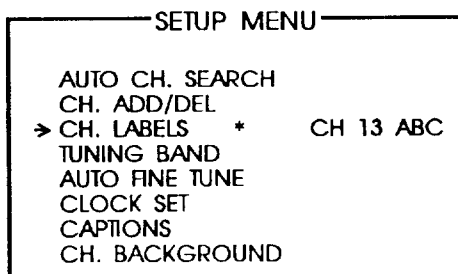 SETUP MENU
AUTO CH. SEARCH
CH. ADD/DEL
→ CH. LABELS * CH 13 ABC
TUNING BAND
AUTO FINE TUNE
CLOCK SET
CAPTIONS
CH. BACKGROUND